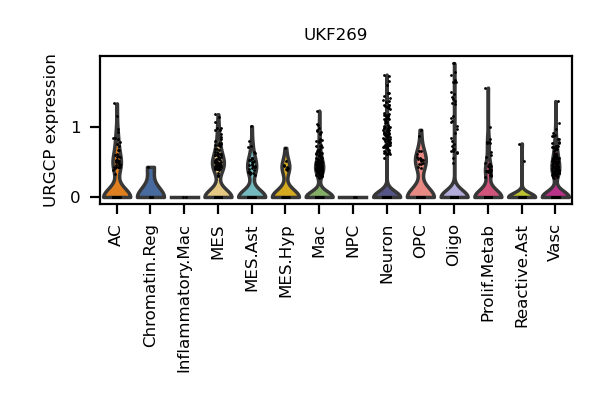 UKF269
URGCP expression
1
0
AC
Chromatin.Reg
Inflammatory.Mac
MES
MES.Ast
MES.Hyp
Mac
NPC
Neuron
OPC
Oligo
Prolif.Metab
Reactive.Ast
Vasc